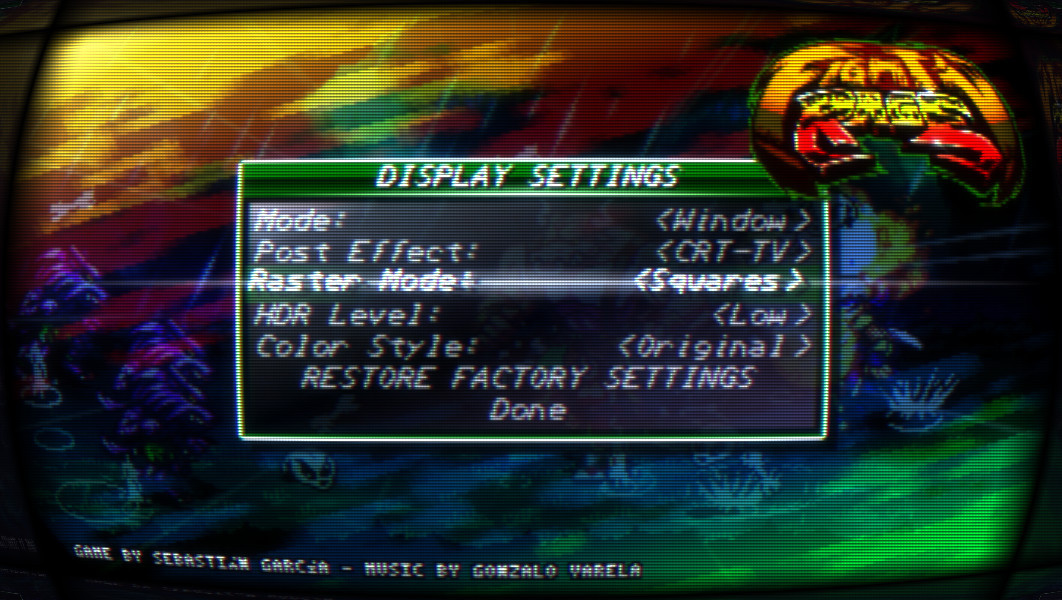 DISPLAY SETTINGS
Mode: <Window>
Post Effect: <CRT-TV>
Raster Mode: <Squares>
HDR Level: <Low>
Color Style: <Original>
RESTORE FACTORY SETTINGS
Done
GAME BY SEBASTIáN GARCíA - MUSIC BY GONZALO VARELA